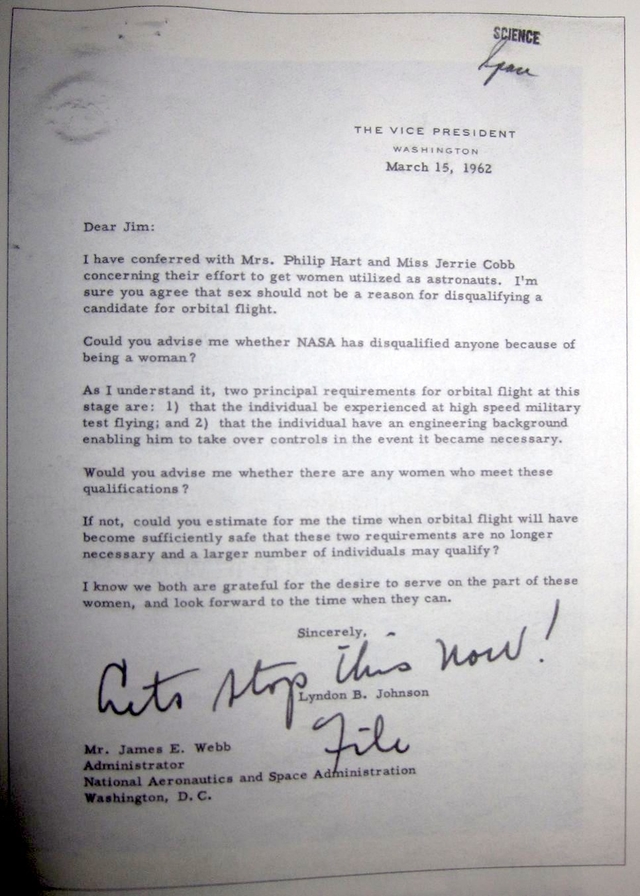 SCIENCE
Space
THE VICE PRESIDENT
WASHINGTON
March 15, 1962
Dear Jim:
I have conferred with Mrs. Philip Hart and Miss Jerrie Cobb
concerning their effort to get women utilized as astronauts. I'm
sure you agree that sex should not be a reason for disqualifying a
candidate for orbital flight.
Could you advise me whether NASA has disqualified anyone because of
being a woman?
As I understand it, two principal requirements for orbital flight at this
stage are: 1) that the individual be experienced at high speed military
test flying; and 2) that the individual have an engineering background
enabling him to take over controls in the event it became necessary.
Would you advise me whether there are any women who meet these
qualifications?
If not, could you estimate for me the time when orbital flight will have
become sufficiently safe that these two requirements are no longer
necessary and a larger number of individuals may qualify?
I know we both are grateful for the desire to serve on the part of these
women, and look forward to the time when they can.
Sincerely,
Lets stop this now!
Lyndon B. Johnson
File
Mr. James E. Webb
Administrator
National Aeronautics and Space Administration
Washington, D. C.